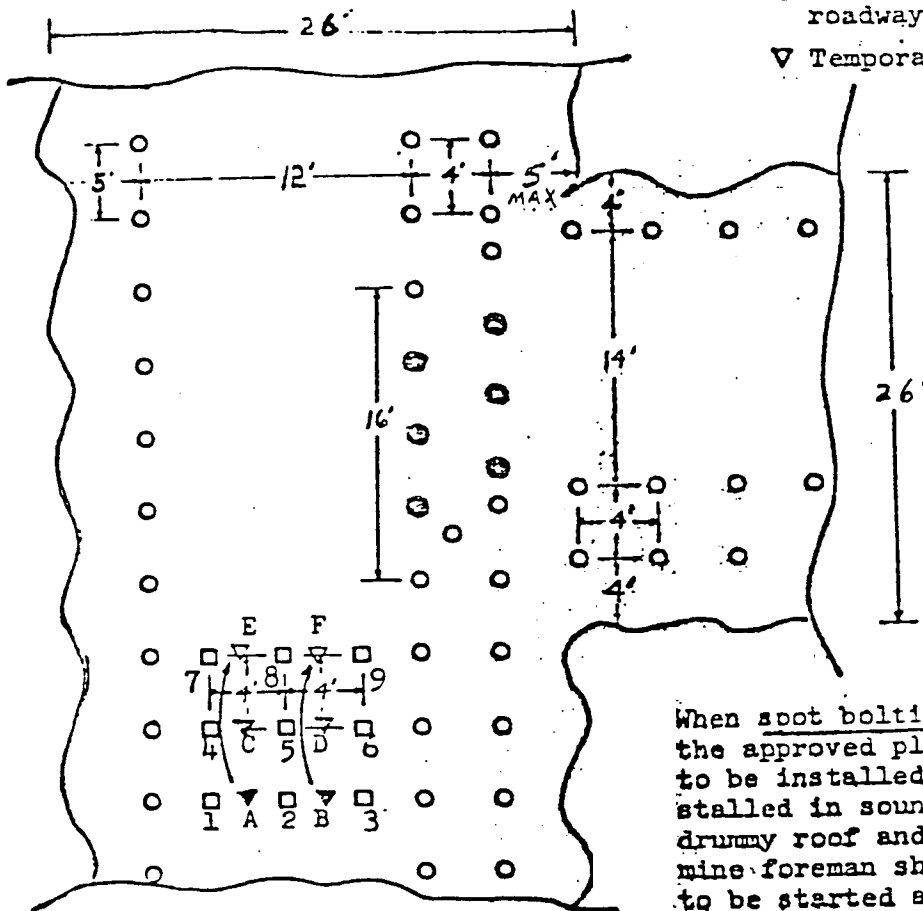 26'
roadway
▽ Tempora
5'
12'
4'
5'
MAX
4'
16'
14'
26'
4'
4'
E F
7 8 9
4' 4'
4 C 5 D 6
1 A 2 B 3
When spot bolti
the approved pl
to be installed
stalled in soun
drummy roof and
mine foreman sh
to be started a